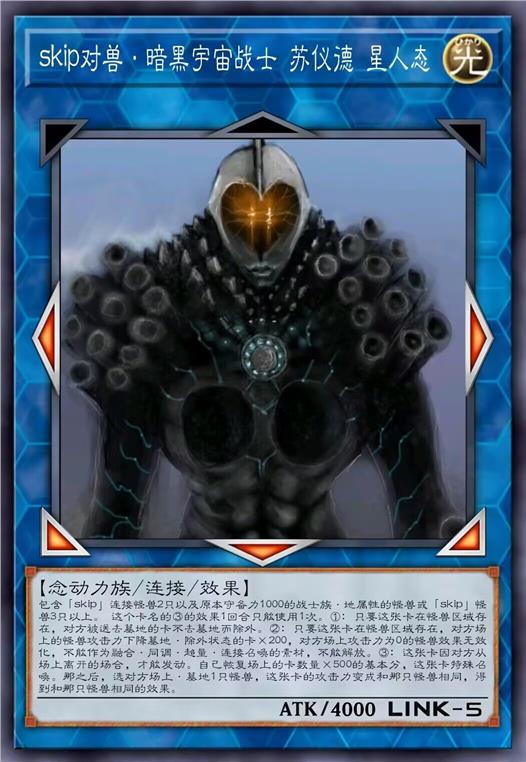 skip对兽·暗黑宇宙战士 苏仪德 星人态
光
【念动力族/连接/效果】
包含「skip」连接怪兽2只以及原本守备力1000的战士族·地属性的怪兽或「skip」怪
兽3只以上。 这个卡名的③的效果1回合只能使用1次。①：只要这张卡在怪兽区域存
在，对方被送去墓地的卡不去墓地而除外。②：只要这张卡在怪兽区域存在，对方场
上的怪兽攻击力下降墓地·除外状态的卡×200，对方场上攻击力为0的怪兽效果无效
化，不能作为融合·同调·超量·连接召唤的素材，不能解放。③：这张卡因对方从
场上离开的场合，才能发动。自己恢复场上的卡数量×500的基本分，这张卡特殊召
唤。那之后，选对方场上·墓地1只怪兽，这张卡的攻击力变成和那只怪兽相同，得
到和那只怪兽相同的效果。
ATK/4000 LINK-5